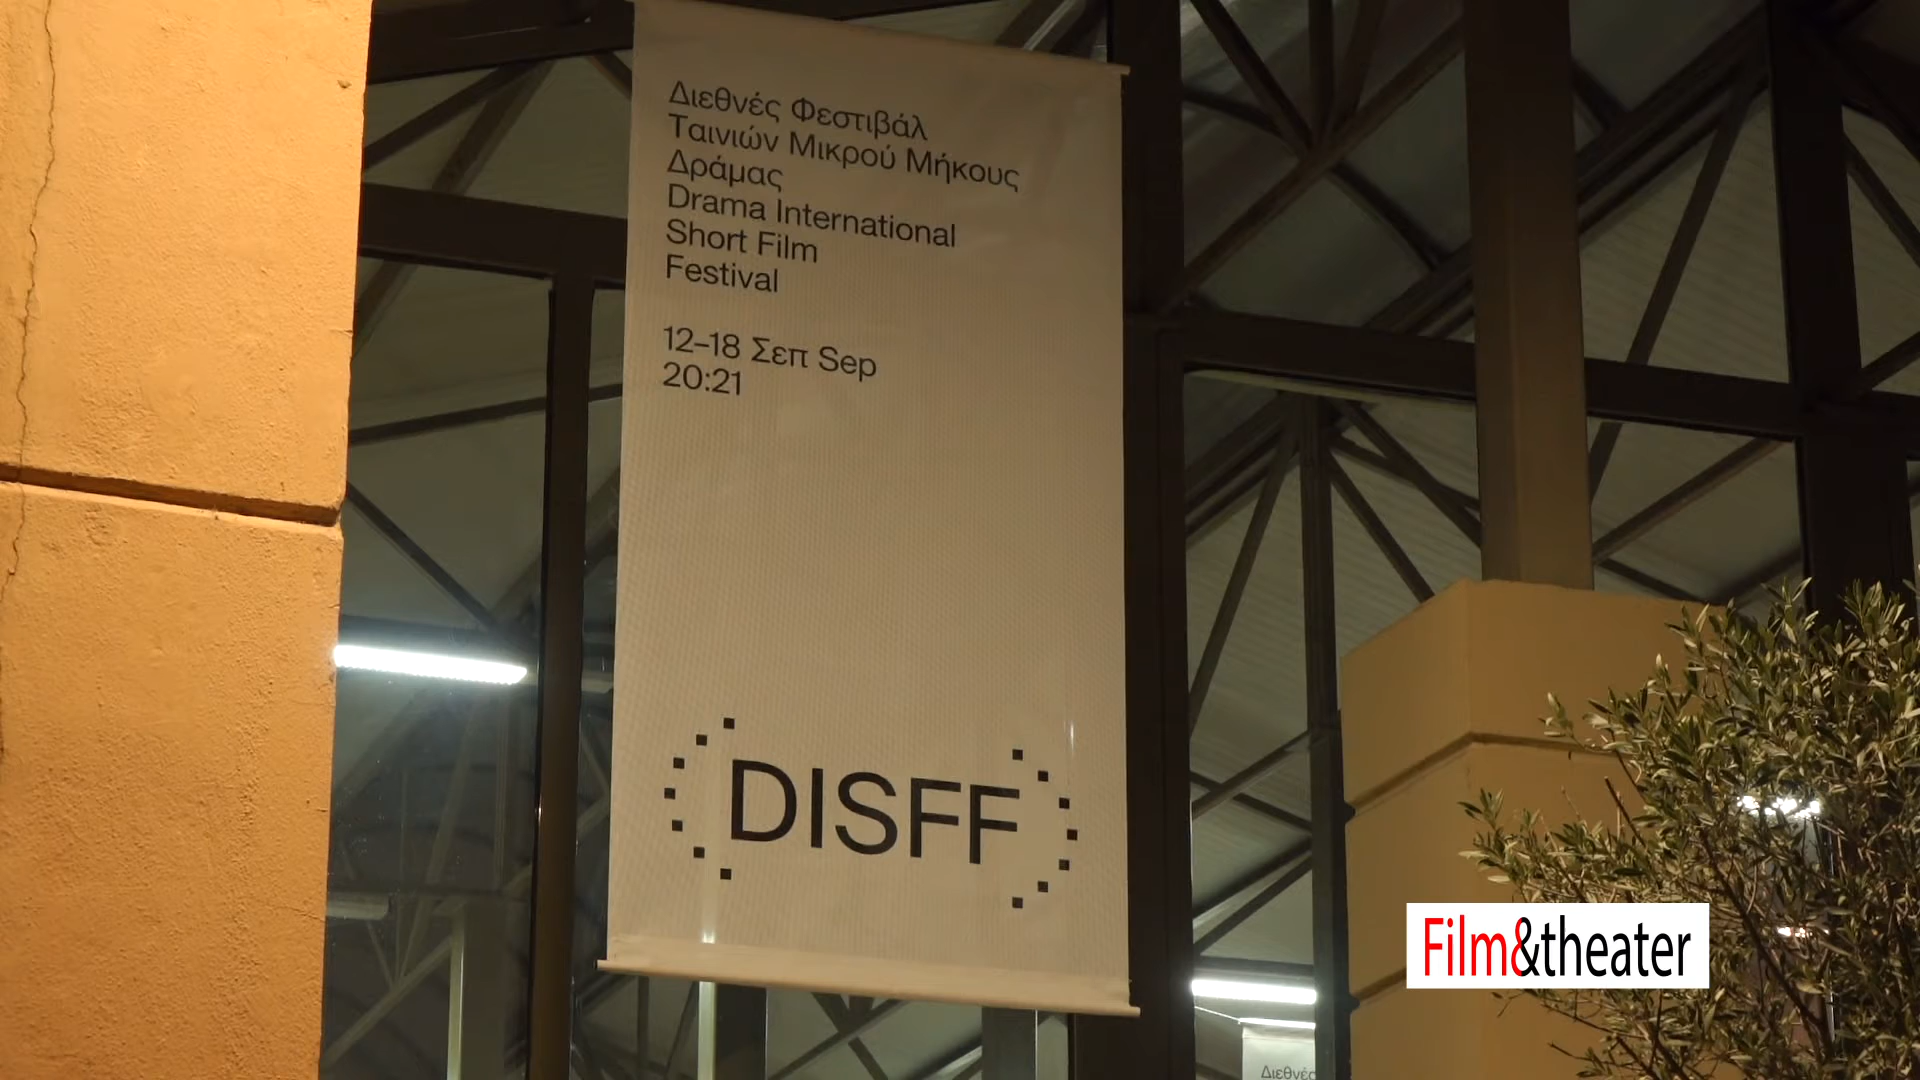 Διεθνές Φεστιβάλ
Ταινιών Μικρού Μήκους
Δράμας
Drama International
Short Film
Festival
12–18 Σεπ Sep
20:21
DISFF
Film&theater
Διεθνές